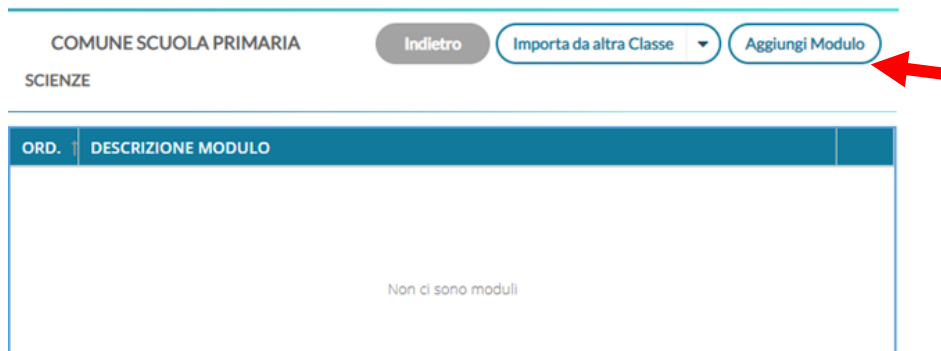 COMUNE SCUOLA PRIMARIA
Indietro
Importa da altra Classe
Aggiungi Modulo
SCIENZE
ORD. DESCRIZIONE MODULO
Non ci sono moduli